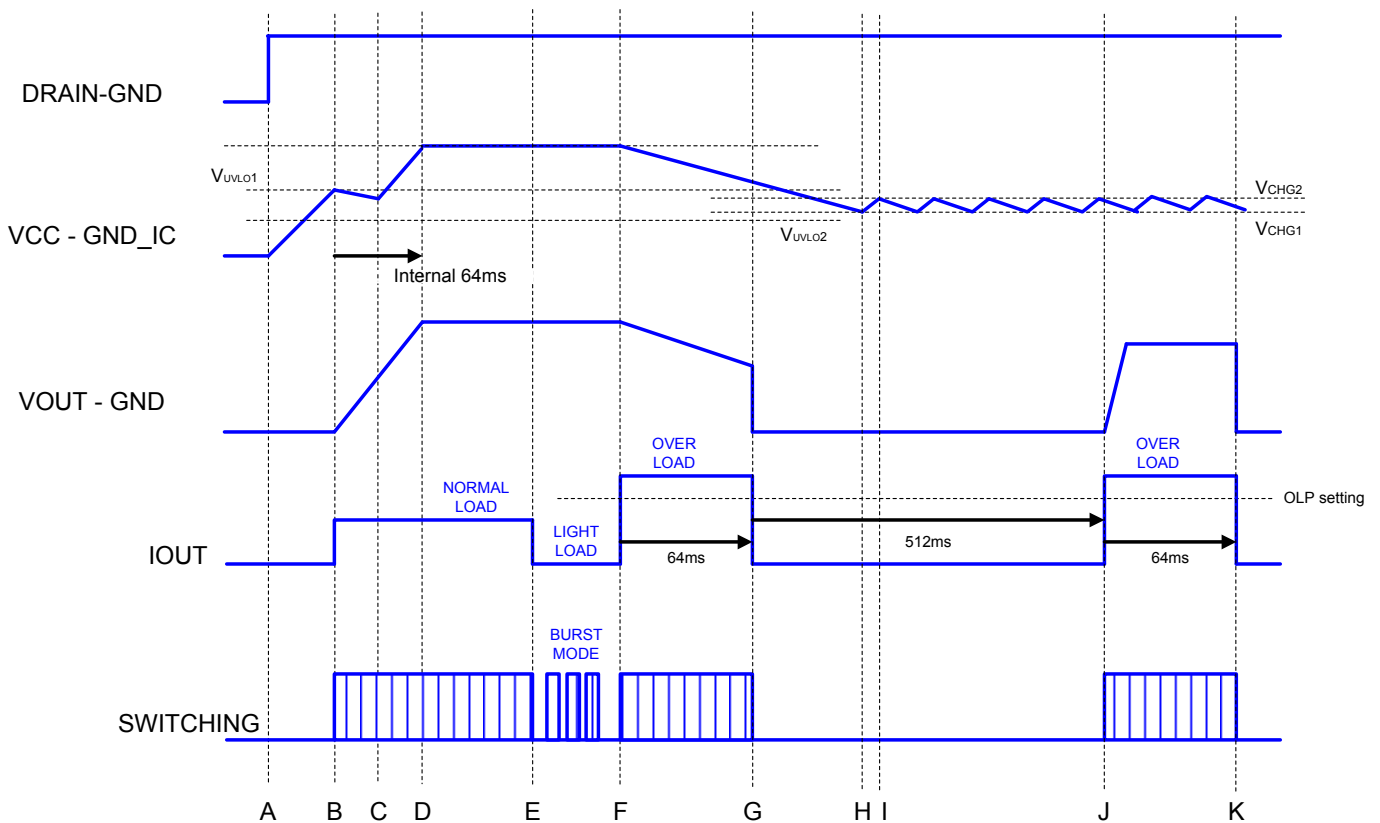 DRAIN-GND
VUVLO1
VCHG2
VCC - GND_IC
VUVLO2
VCHG1
Internal 64ms
VOUT - GND
OVER
LOAD
OVER
LOAD
NORMAL
LOAD
OLP setting
LIGHT
LOAD
IOUT
64ms
512ms
64ms
BURST
MODE
SWITCHING
A B C D E F G H I J K